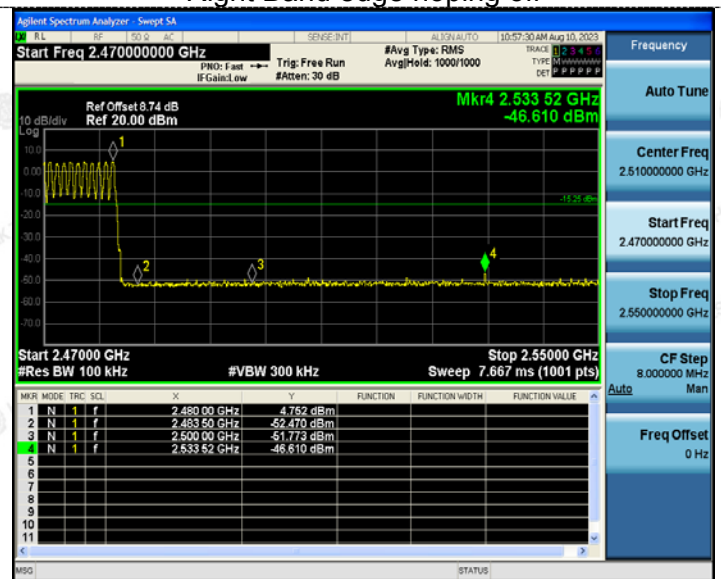 Agilent Spectrum Analyzer - Swept SA
RL RF 50 Ω AC SENSE:INT ALIGNAUTO 10:57:30 AM Aug 10, 2023
Start Freq 2.470000000 GHz
PNO: Fast
IFGain:Low
Trig: Free Run
#Atten: 30 dB
#Avg Type: RMS
Avg|Hold: 1000/1000
TRACE 1 2 3 4 5 6
TYPE M
DET P P P P P P
Ref Offset 8.74 dB
Ref 20.00 dBm
10 dB/div
Log
Mkr4 2.533 52 GHz
-46.610 dBm
10.0
0.00
-10.0
-20.0
-30.0
-40.0
-50.0
-60.0
-70.0
1
2
3
4
-15.25 dBm
Start 2.47000 GHz
Stop 2.55000 GHz
#Res BW 100 kHz
#VBW 300 kHz
Sweep 7.667 ms (1001 pts)
MKR MODE TRC SCL X Y FUNCTION FUNCTION WIDTH FUNCTION VALUE
1 N 1 f 2.480 00 GHz 4.752 dBm
2 N 1 f 2.483 50 GHz -52.470 dBm
3 N 1 f 2.500 00 GHz -51.773 dBm
4 N 1 f 2.533 52 GHz -46.610 dBm
5
6
7
8
9
10
11
MSG
STATUS
Frequency
Auto Tune
Center Freq
2.510000000 GHz
Start Freq
2.470000000 GHz
Stop Freq
2.550000000 GHz
CF Step
8.000000 MHz
Auto Man
Freq Offset
0 Hz